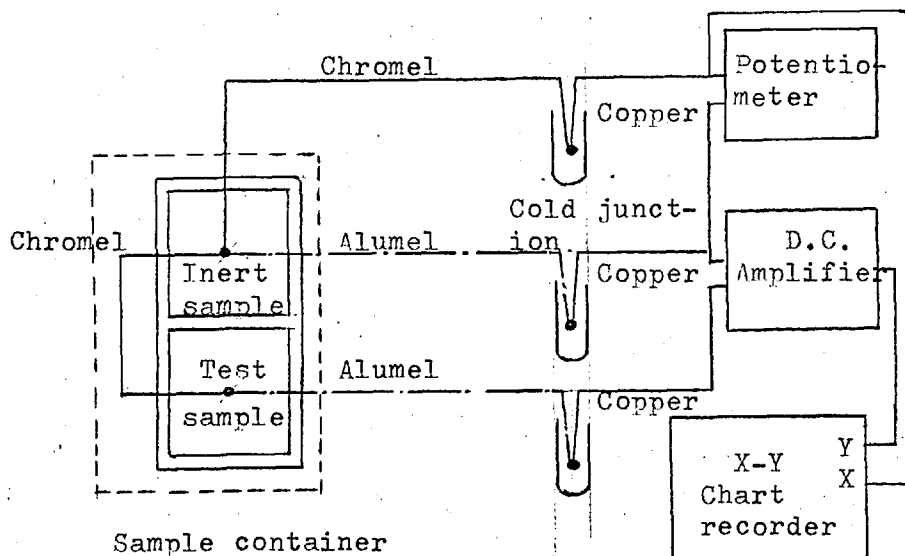 Chromel
Potentio-
meter
Copper
Cold junct-
ion
Chromel
Alumel
D.C.
Amplifier
Inert
sample
Copper
Test
sample
Alumel
Copper
Y
X-Y
X
Chart
recorder
Sample container